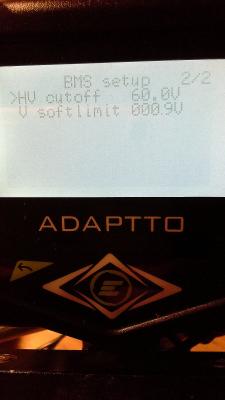 BMS setup 2/2
>HV cutoff 60.0V
V softlimit 000.9V
ADAPTTO
E